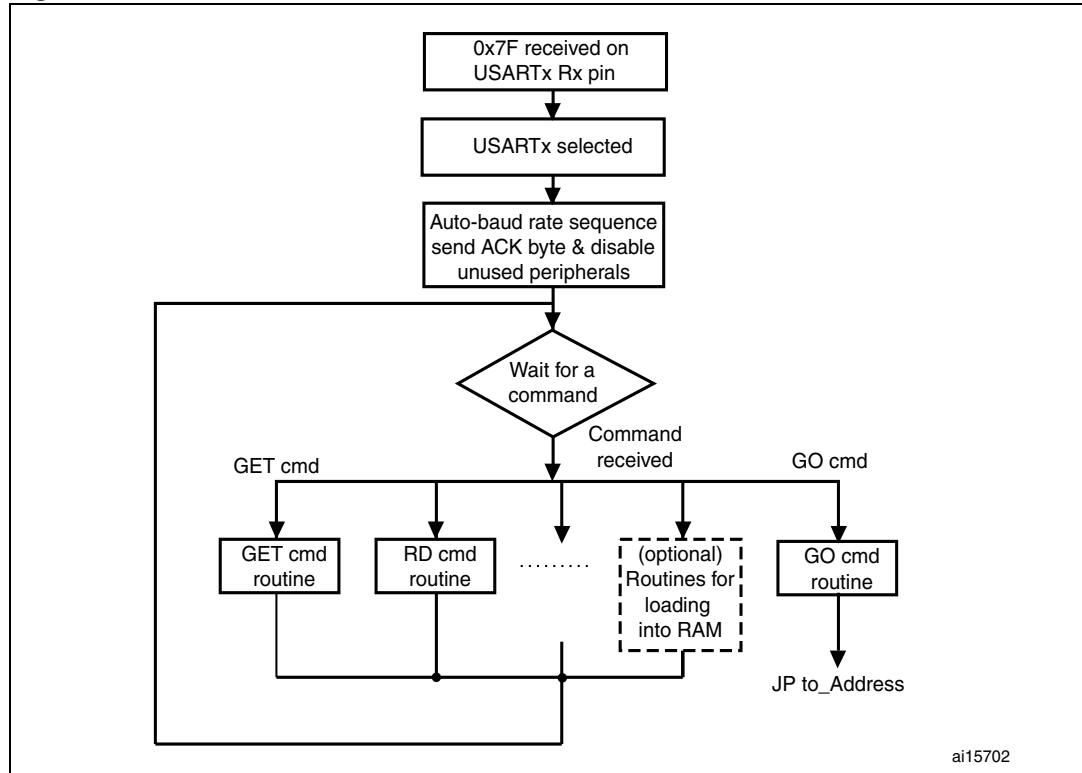 0x7F received on
USARTx Rx pin
USARTx selected
Auto-baud rate sequence
send ACK byte & disable
unused peripherals
Wait for a
command
Command
received
GET cmd
GO cmd
GET cmd
routine
RD cmd
routine
.........
(optional)
Routines for
loading
into RAM
GO cmd
routine
JP to_Address
ai15702